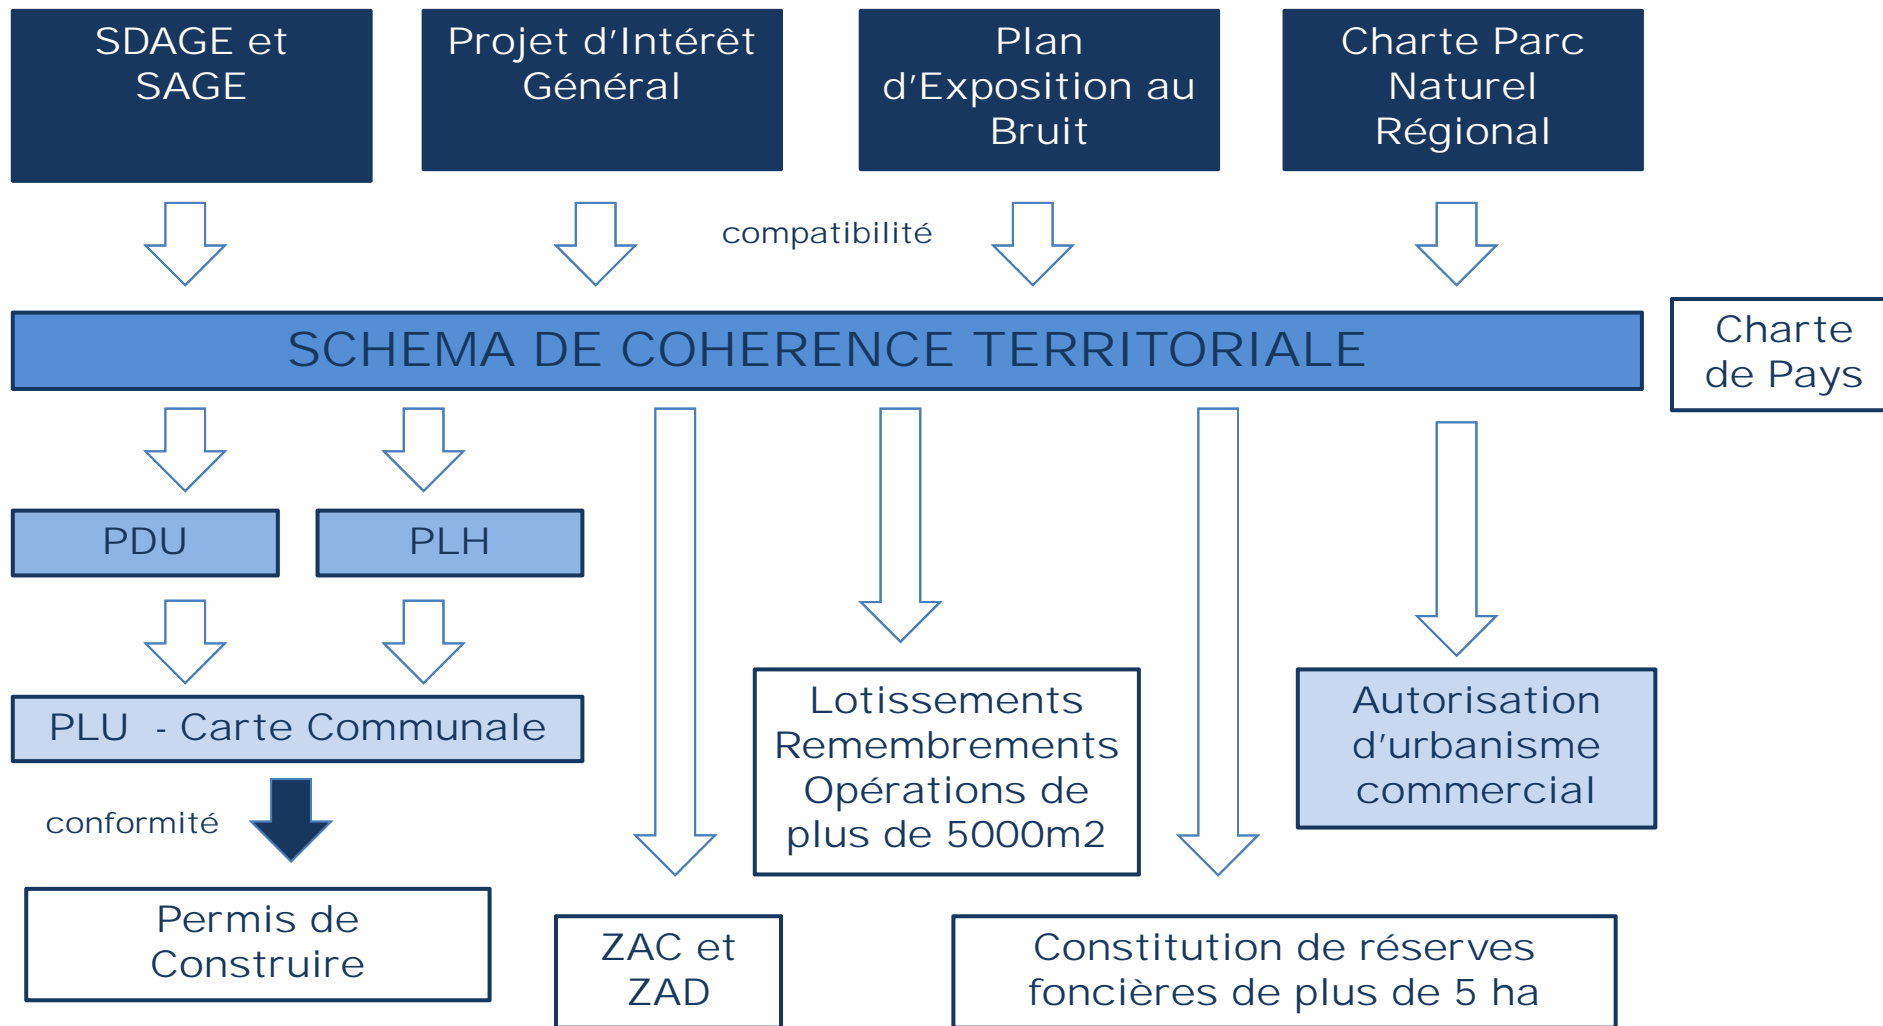 SDAGE et
SAGE
Projet d'Intérêt
Général
Plan
d'Exposition au
Bruit
Charte Parc
Naturel
Régional
compatibilité
SCHEMA DE COHERENCE TERRITORIALE
Charte
de Pays
PDU
PLH
PLU - Carte Communale
Lotissements
Remembrements
Opérations de
plus de 5000m2
Autorisation
d'urbanisme
commercial
conformité
Permis de
Construire
ZAC et
ZAD
Constitution de réserves
foncières de plus de 5 ha